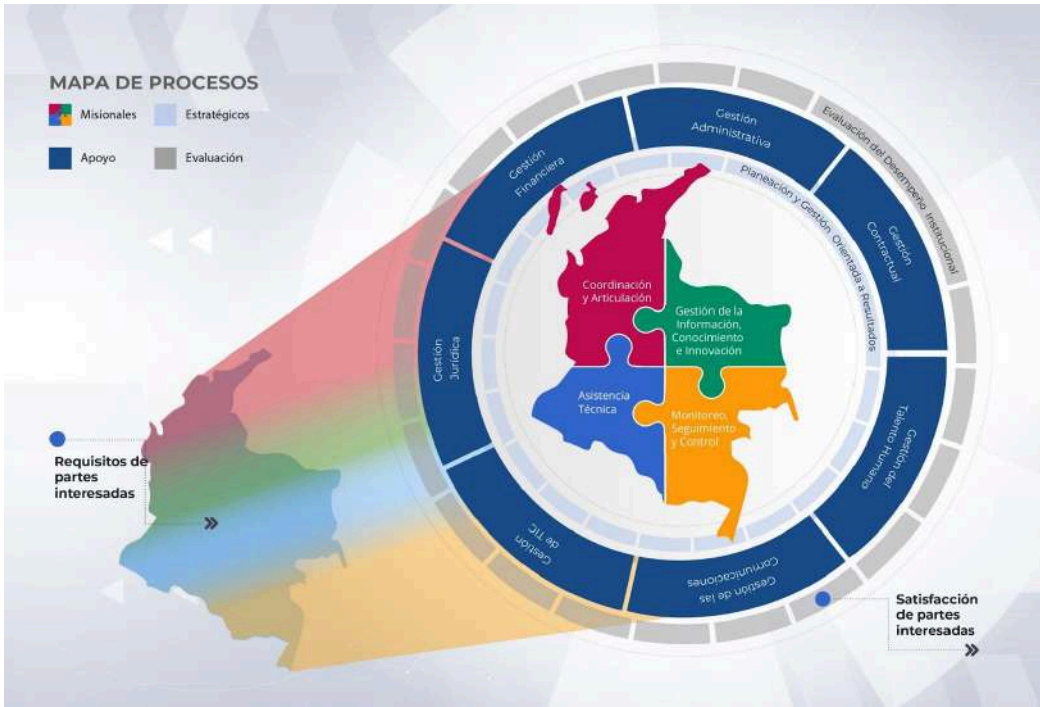 MAPA DE PROCESOS
Misionales
Estratégicos
Apoyo
Evaluación
Gestión
Administrativa
Evaluación del Desempeño Institucional
Gestión
Financiera
Planeación y Gestión Orientada a Resultados
Gestión
Contractual
Coordinación
y Articulación
Gestión de la
Información,
Conocimiento
e Innovación
Gestión
Jurídica
Asistencia
Técnica
Monitoreo,
Seguimiento
y Control
Gestión del
Talento Humano
Requisitos de
partes
interesadas
Gestión
de TIC
Gestión de las
Comunicaciones
Satisfacción
de partes
interesadas